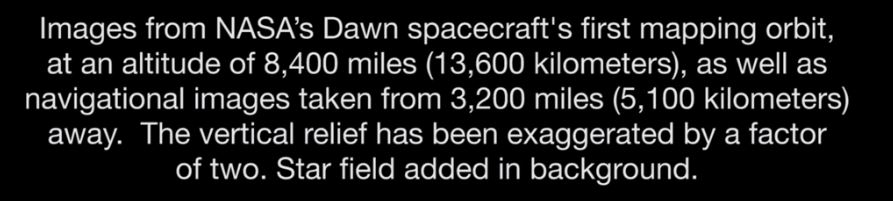 Images from NASA’s Dawn spacecraft's first mapping orbit,
at an altitude of 8,400 miles (13,600 kilometers), as well as
navigational images taken from 3,200 miles (5,100 kilometers)
away.  The vertical relief has been exaggerated by a factor
of two. Star field added in background.